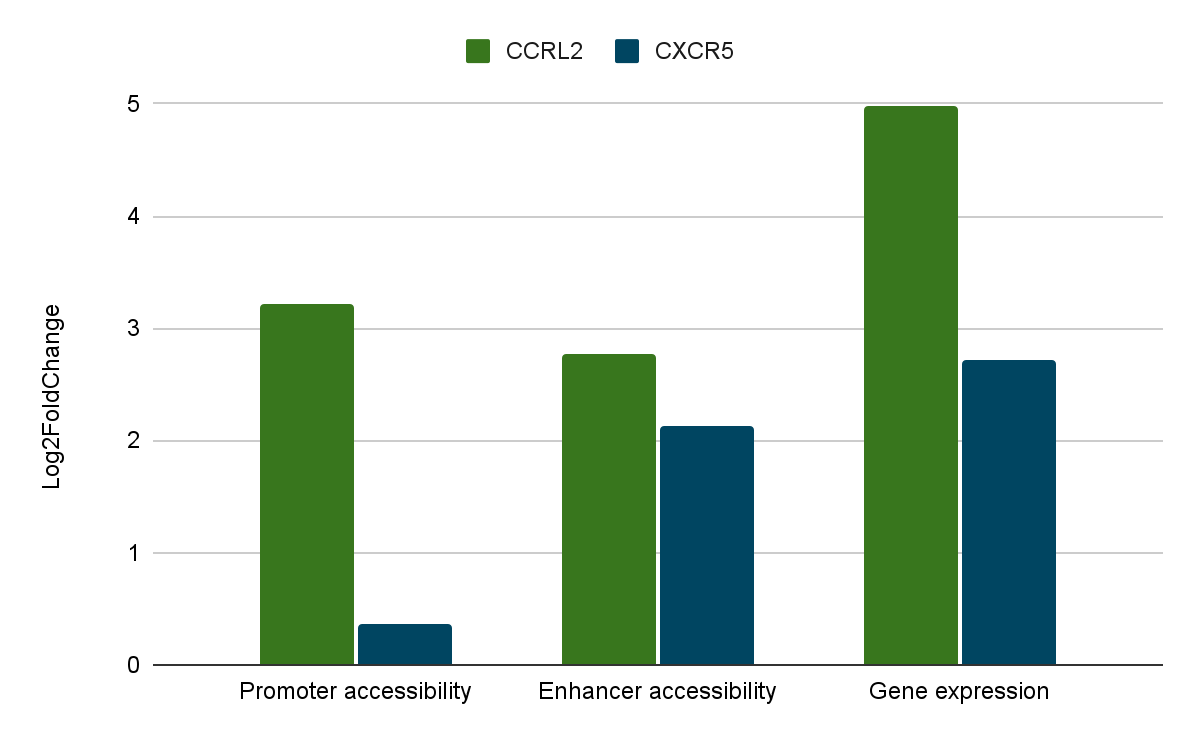 CCRL2 CXCR5
5
4
3
2
1
0
Log2FoldChange
Promoter accessibility Enhancer accessibility Gene expression